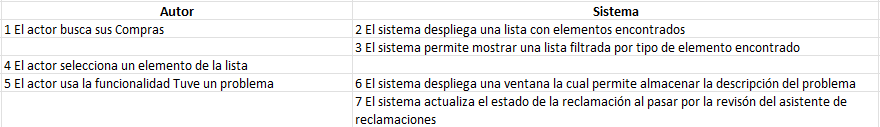 Autor Sistema
1 El actor busca sus Compras 2 El sistema despliega una lista con elementos encontrados
3 El sistema permite mostrar una lista filtrada por tipo de elemento encontrado
4 El actor selecciona un elemento de la lista
5 El actor usa la funcionalidad Tuve un problema 6 El sistema despliega una ventana la cual permite almacenar la descripción del problema
7 El sistema actualiza el estado de la reclamación al pasar por la revisón del asistente de
reclamaciones